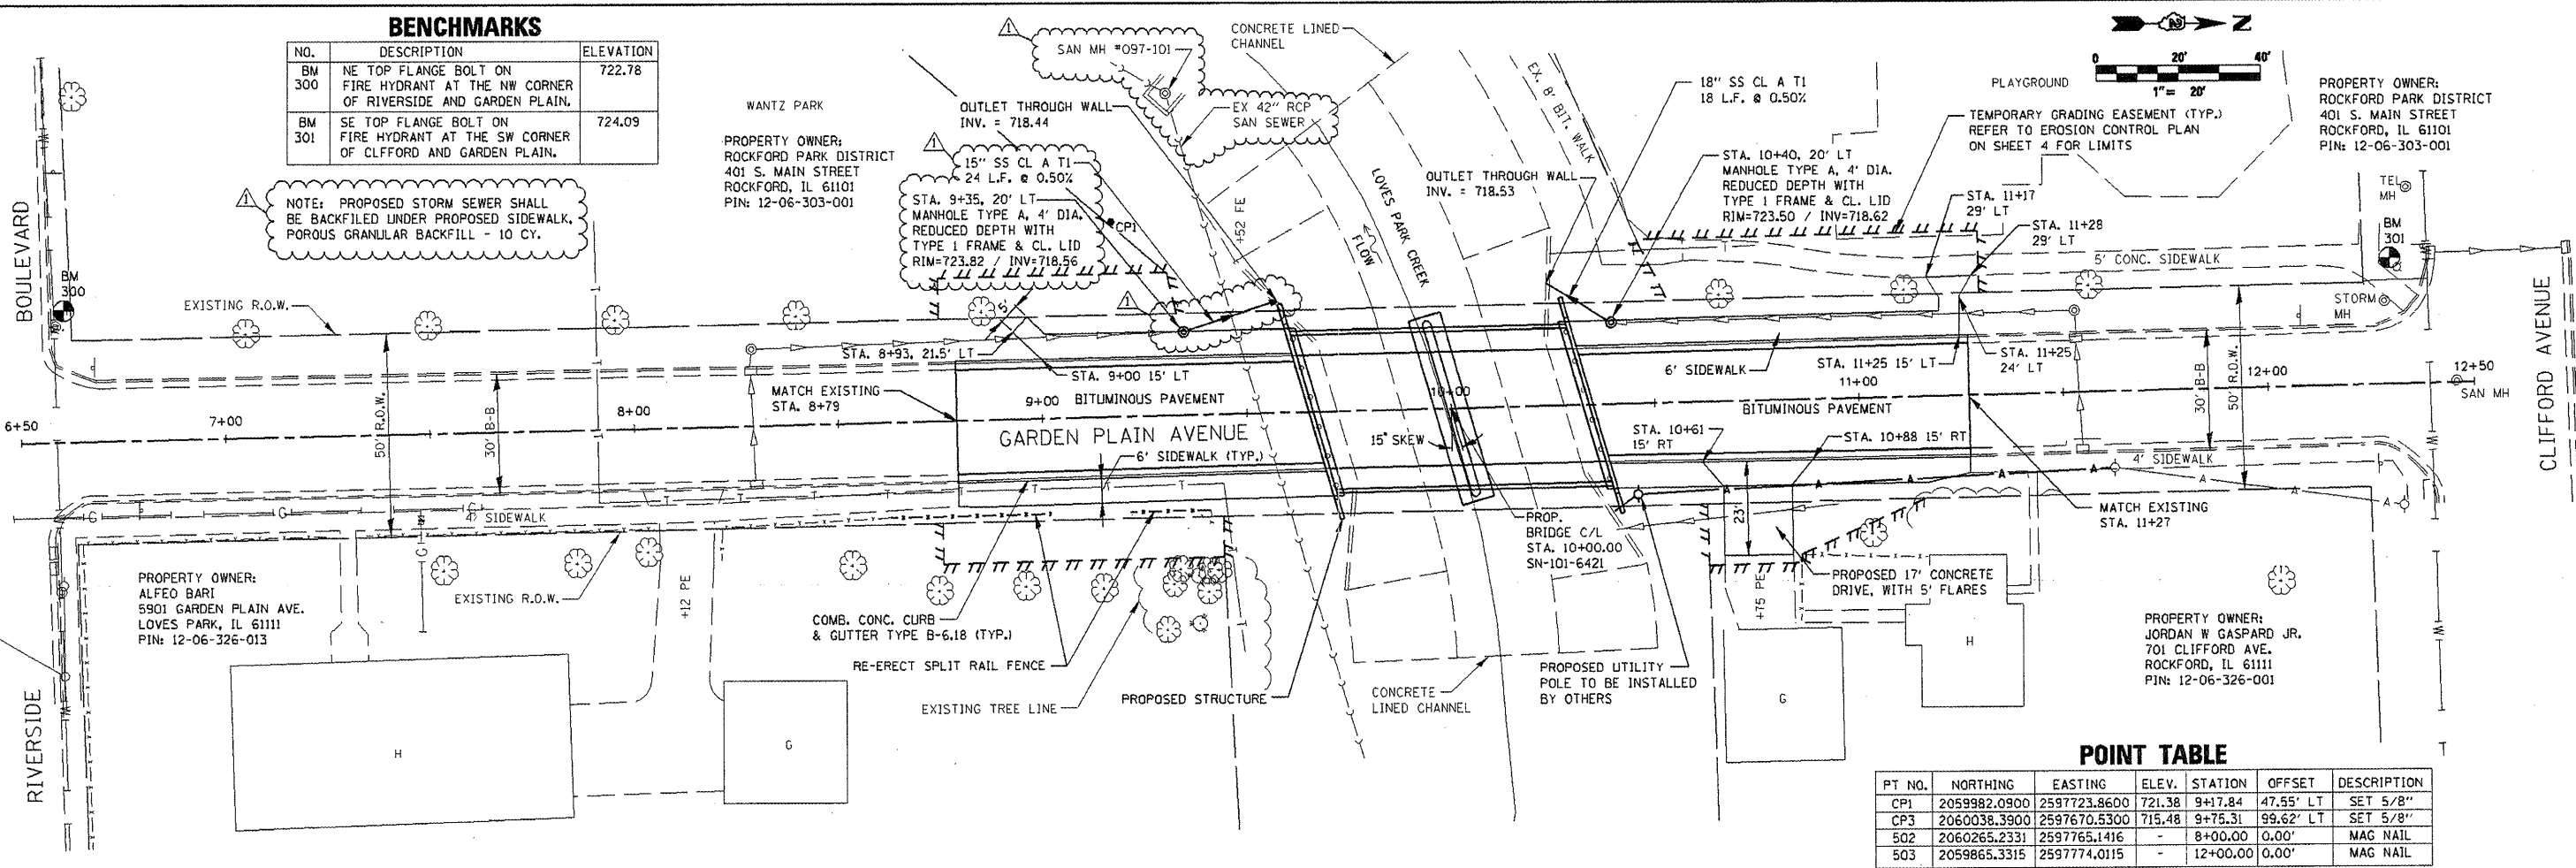 BENCHMARKS
NO. DESCRIPTION ELEVATION
BM 300 NE TOP FLANGE BOLT ON 722.78
FIRE HYDRANT AT THE NW CORNER
OF RIVERSIDE AND GARDEN PLAIN.
BM 301 SE TOP FLANGE BOLT ON 724.09
FIRE HYDRANT AT THE SW CORNER
OF CLFFORD AND GARDEN PLAIN.
1
NOTE: PROPOSED STORM SEWER SHALL
BE BACKFILED UNDER PROPOSED SIDEWALK.
POROUS GRANULAR BACKFILL - 10 CY.
BOULEVARD
BM
300
EXISTING R.O.W.
WANTZ PARK
PROPERTY OWNER:
ROCKFORD PARK DISTRICT
401 S. MAIN STREET
ROCKFORD, IL 61101
PIN: 12-06-303-001
1
SAN MH #097-101
EX 42" RCP
SAN SEWER
CONCRETE LINED
CHANNEL
OUTLET THROUGH WALL
INV. = 718.44
1
15" SS CL A T1
24 L.F. @ 0.50%
STA. 9+35, 20' LT
MANHOLE TYPE A, 4' DIA.
REDUCED DEPTH WITH
TYPE 1 FRAME & CL. LID
RIM=723.82 / INV=718.56
CP1
1
+52 FE
FLOW
LOVES PARK CREEK
EX. 8' BIT. WALK
OUTLET THROUGH WALL
INV. = 718.53
18" SS CL A T1
18 L.F. @ 0.50%
STA. 10+40, 20' LT
MANHOLE TYPE A, 4' DIA.
REDUCED DEPTH WITH
TYPE 1 FRAME & CL. LID
RIM=723.50 / INV=718.62
N
0 20' 40'
1"= 20'
PLAYGROUND
TEMPORARY GRADING EASEMENT (TYP.)
REFER TO EROSION CONTROL PLAN
ON SHEET 4 FOR LIMITS
PROPERTY OWNER:
ROCKFORD PARK DISTRICT
401 S. MAIN STREET
ROCKFORD, IL 61101
PIN: 12-06-303-001
STA. 11+17
29' LT
STA. 11+28
29' LT
TEL
MH
BM
301
5' CONC. SIDEWALK
STORM
MH
5'
STA. 8+93, 21.5' LT
STA. 9+00 15' LT
MATCH EXISTING
STA. 8+79
6' SIDEWALK
STA. 11+25 15' LT
STA. 11+25
24' LT
6+50
7+00
8+00
9+00
10+00
11+00
12+00
12+50
SAN MH
50' R.O.W.
30' B-B
BITUMINOUS PAVEMENT
GARDEN PLAIN AVENUE
6' SIDEWALK (TYP.)
15° SKEW
BITUMINOUS PAVEMENT
STA. 10+61
15' RT
STA. 10+88 15' RT
30' B-B
50' R.O.W.
CLIFFORD AVENUE
4' SIDEWALK
4' SIDEWALK
23'
MATCH EXISTING
STA. 11+27
PROP.
BRIDGE C/L
STA. 10+00.00
SN-101-6421
PROPOSED 17' CONCRETE
DRIVE, WITH 5' FLARES
+75 PE
+12 PE
PROPERTY OWNER:
ALFEO BARI
5901 GARDEN PLAIN AVE.
LOVES PARK, IL 61111
PIN: 12-06-326-013
EXISTING R.O.W.
COMB. CONC. CURB
& GUTTER TYPE B-6.18 (TYP.)
RE-ERECT SPLIT RAIL FENCE
EXISTING TREE LINE
PROPOSED STRUCTURE
CONCRETE
LINED CHANNEL
PROPOSED UTILITY
POLE TO BE INSTALLED
BY OTHERS
PROPERTY OWNER:
JORDAN W GASPARD JR.
701 CLIFFORD AVE.
ROCKFORD, IL 61111
PIN: 12-06-326-001
RIVERSIDE
H
G
G
H
POINT TABLE
PT NO. NORTHING EASTING ELEV. STATION OFFSET DESCRIPTION
CP1 2059982.0900 2597723.8600 721.38 9+17.84 47.55' LT SET 5/8"
CP3 2060038.3900 2597670.5300 715.48 9+75.31 99.62' LT SET 5/8"
502 2060265.2331 2597765.1416 - 8+00.00 0.00' MAG NAIL
503 2059865.3315 2597774.0115 - 12+00.00 0.00' MAG NAIL